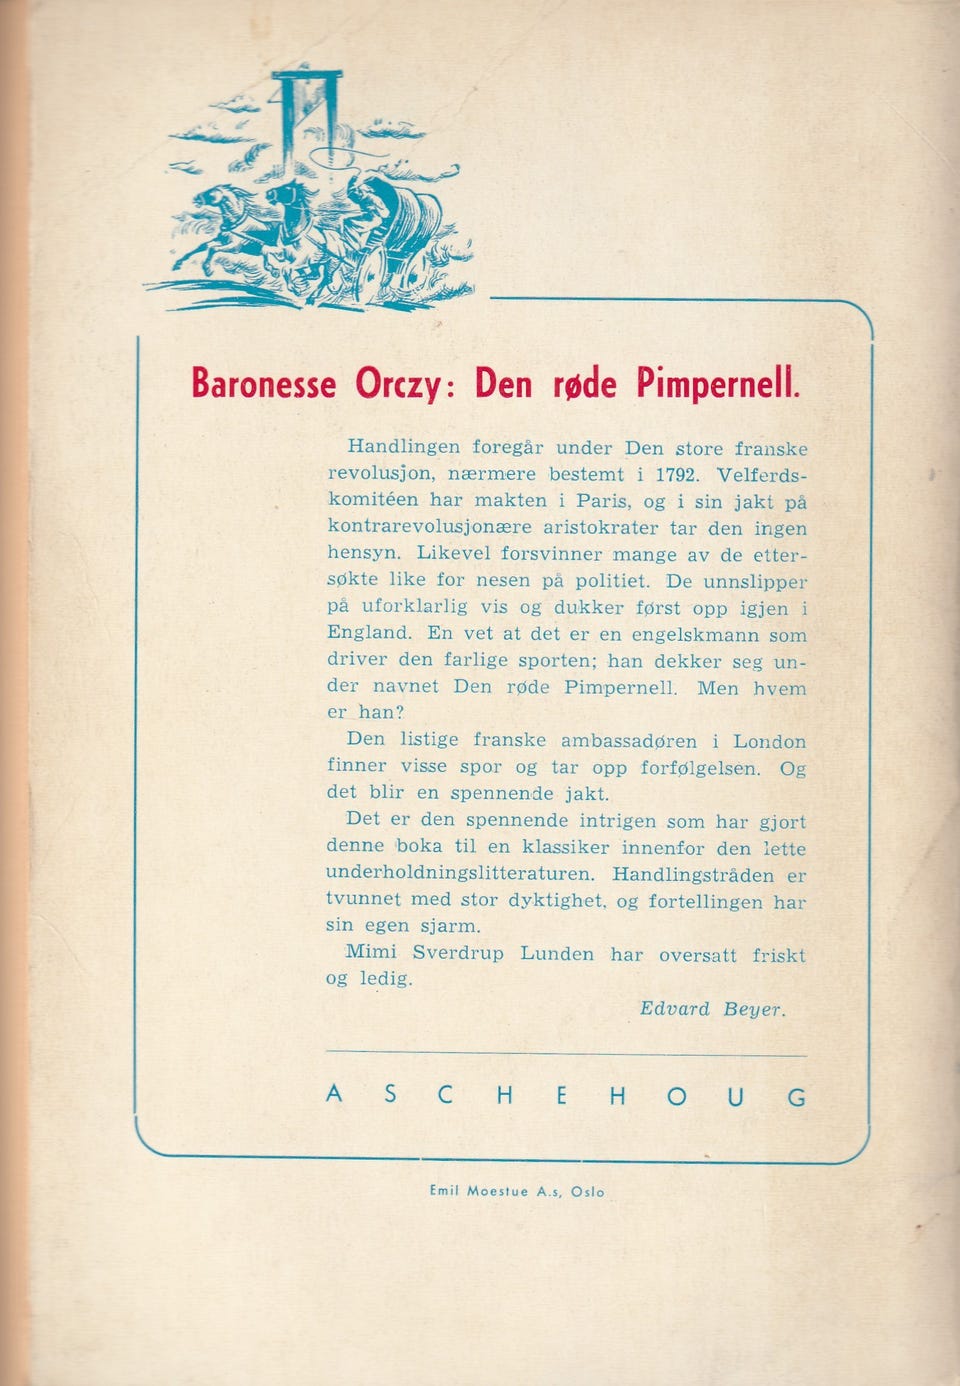 Baronesse Orczy: Den røde Pimpernell.
Handlingen foregår under Den store franske
revolusjon, nærmere bestemt i 1792. Velferds-
komitéen har makten i Paris, og i sin jakt på
kontrarevolusjonære aristokrater tar den ingen
hensyn. Likevel forsvinner mange av de etter-
søkte like for nesen på politiet. De unnslipper
på uforklarlig vis og dukker først opp igjen i
England. En vet at det er en engelskmann som
driver den farlige sporten; han dekker seg un-
der navnet Den røde Pimpernell. Men hvem
er han?
Den listige franske ambassadøren i London
finner visse spor og tar opp forfølgelsen. Og
det blir en spennende jakt.
Det er den spennende intrigen som har gjort
denne boka til en klassiker innenfor den lette
underholdningslitteraturen. Handlingstråden er
tvunnet med stor dyktighet, og fortellingen har
sin egen sjarm.
Mimi Sverdrup Lunden har oversatt friskt
og ledig.
Edvard Beyer.
ASCHEHOUG
Emil Moestue A.s, Oslo